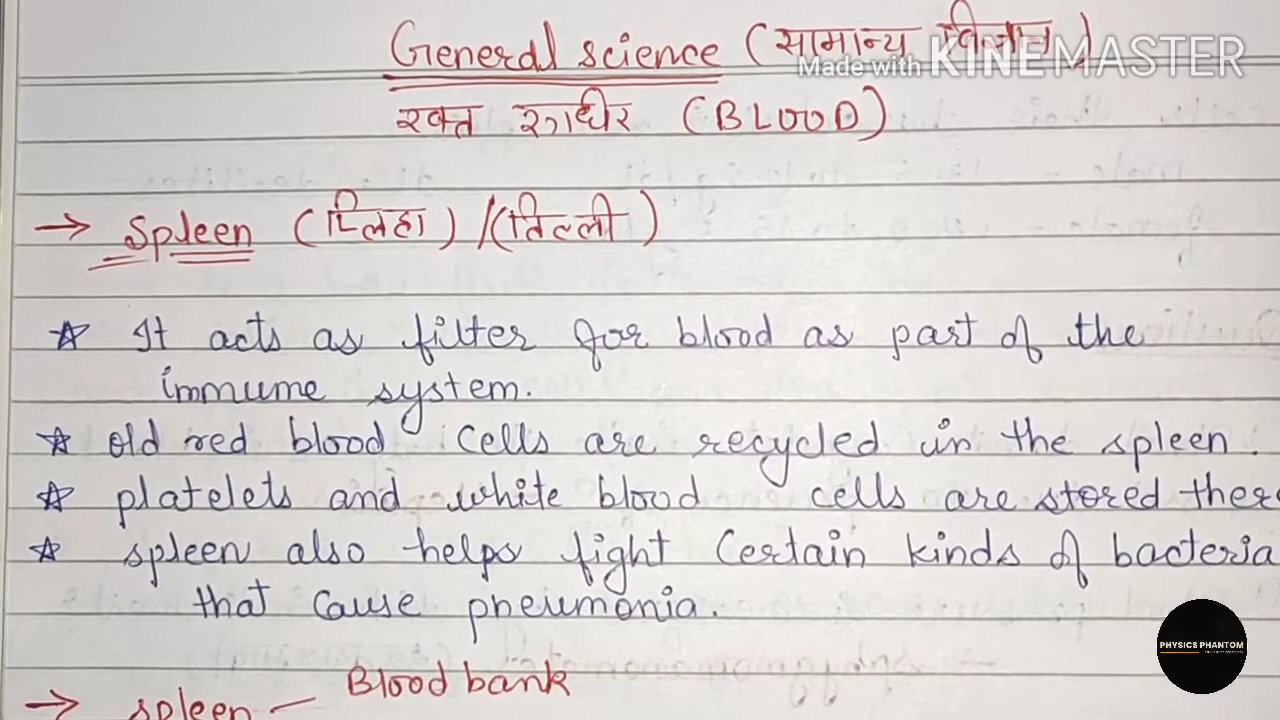 General science (सामान्य विज्ञान)
Made with KINEMASTER
रक्त रूधीर (BLOOD)
→ Spleen (प्लिहा) /(तिल्ली)
☆ It acts as filter for blood as part of the
immume system.
☆ old red blood cells are recycled in the spleen.
☆ platelets and white blood cells are stored there
☆ spleen also helps fight certain kinds of bacteria
that cause pneumonia.
→ spleen — Blood bank
PHYSICS PHANTOM